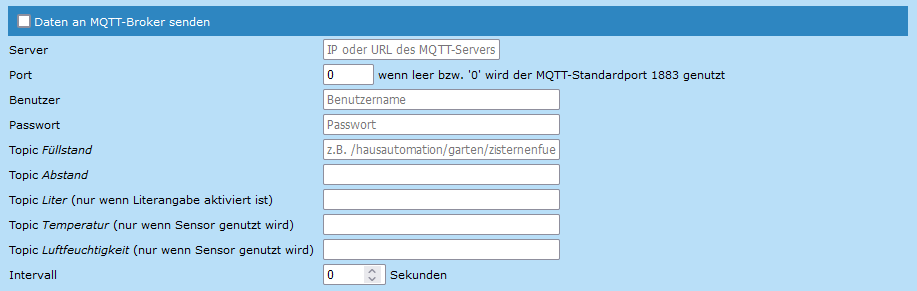 Daten an MQTT-Broker senden
Server IP oder URL des MQTT-Servers
Port 0 wenn leer bzw. '0' wird der MQTT-Standardport 1883 genutzt
Benutzer Benutzername
Passwort Passwort
Topic Füllstand z.B. /hausautomation/garten/zisternenfue
Topic Abstand
Topic Liter (nur wenn Literangabe aktiviert ist)
Topic Temperatur (nur wenn Sensor genutzt wird)
Topic Luftfeuchtigkeit (nur wenn Sensor genutzt wird)
Intervall 0 Sekunden